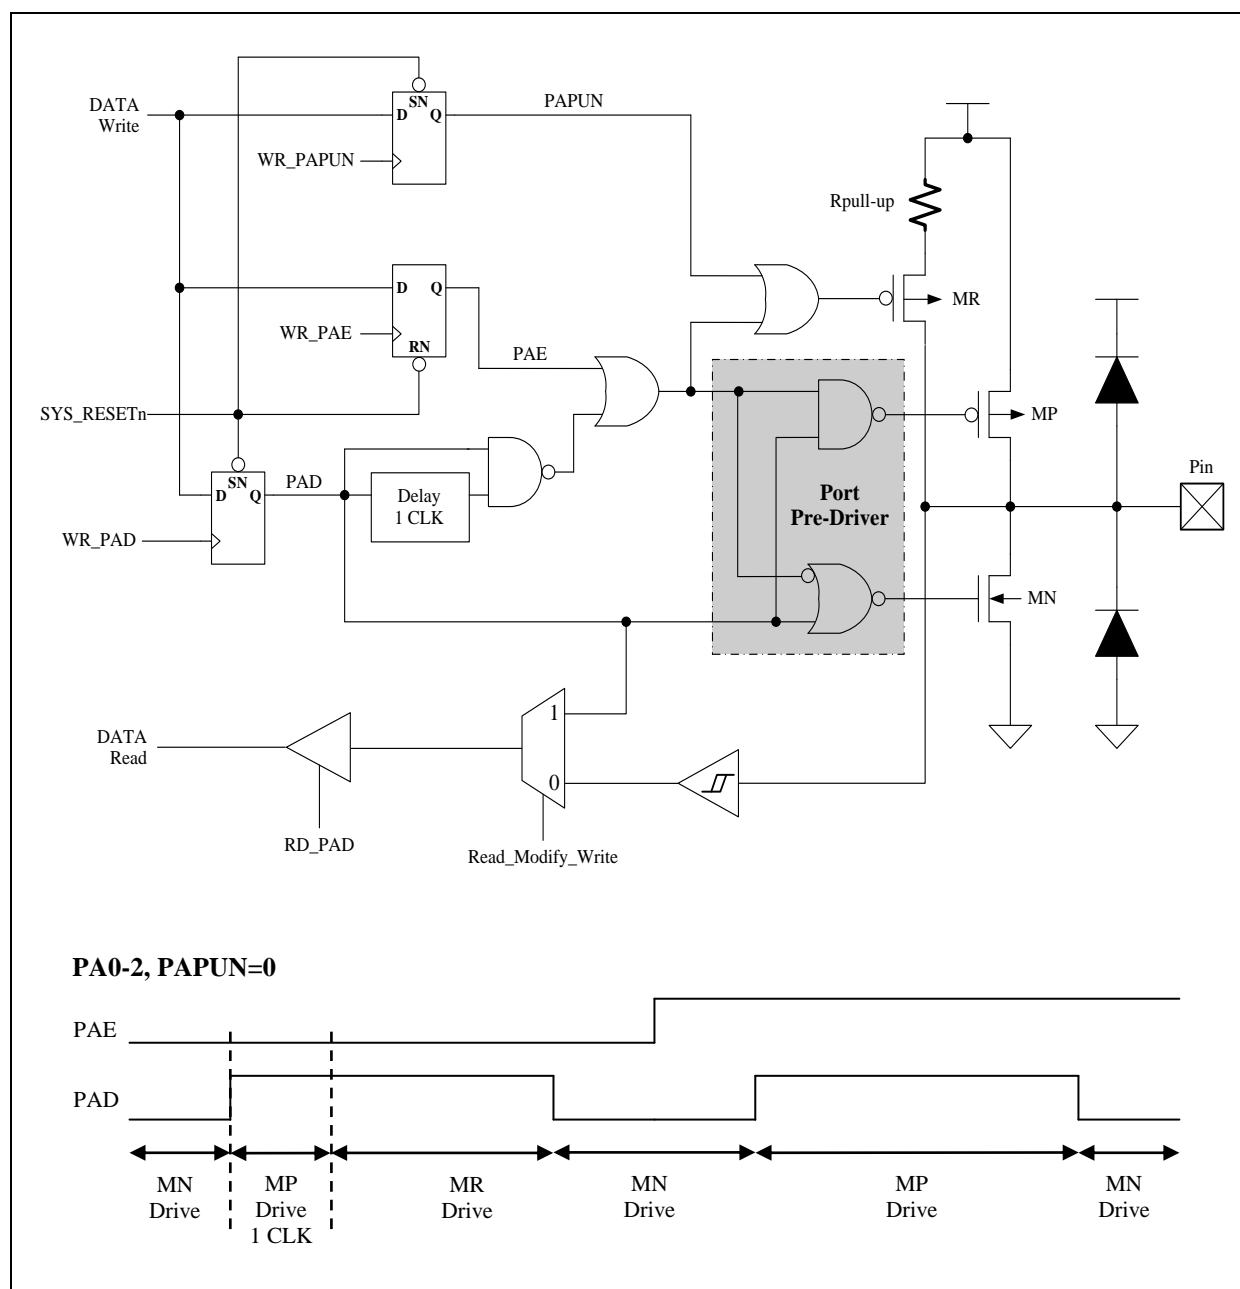 SN
DATA
Write
D
Q
PAPUN
WR_PAPUN
Rpull-up
D
Q
MR
WR_PAE
RN
PAE
SYS_RESETn
MP
SN
D
Q
PAD
Delay
1 CLK
Port
Pre-Driver
Pin
WR_PAD
MN
1
DATA
Read
0
RD_PAD
Read_Modify_Write
PA0-2, PAPUN=0
PAE
PAD
MN
Drive
MP
Drive
1 CLK
MR
Drive
MN
Drive
MP
Drive
MN
Drive